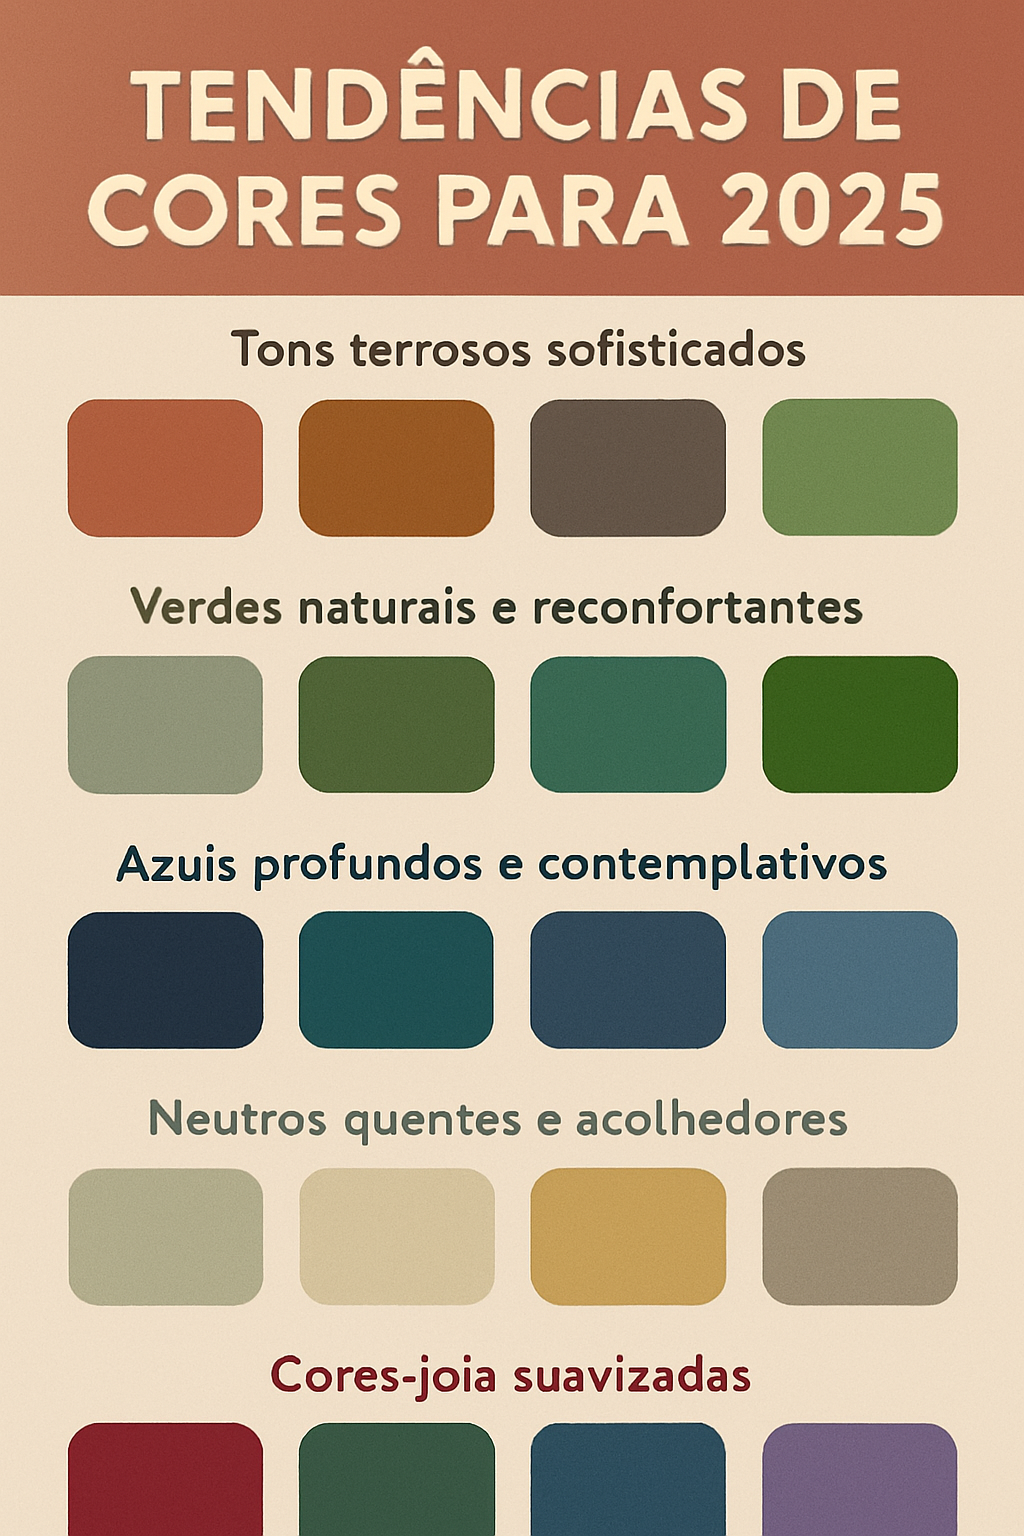 TENDÊNCIAS DE
CORES PARA 2025
Tons terrosos sofisticados
Verdes naturais e reconfortantes
Azuis profundos e contemplativos
Neutros quentes e acolhedores
Cores-joia suavizadas